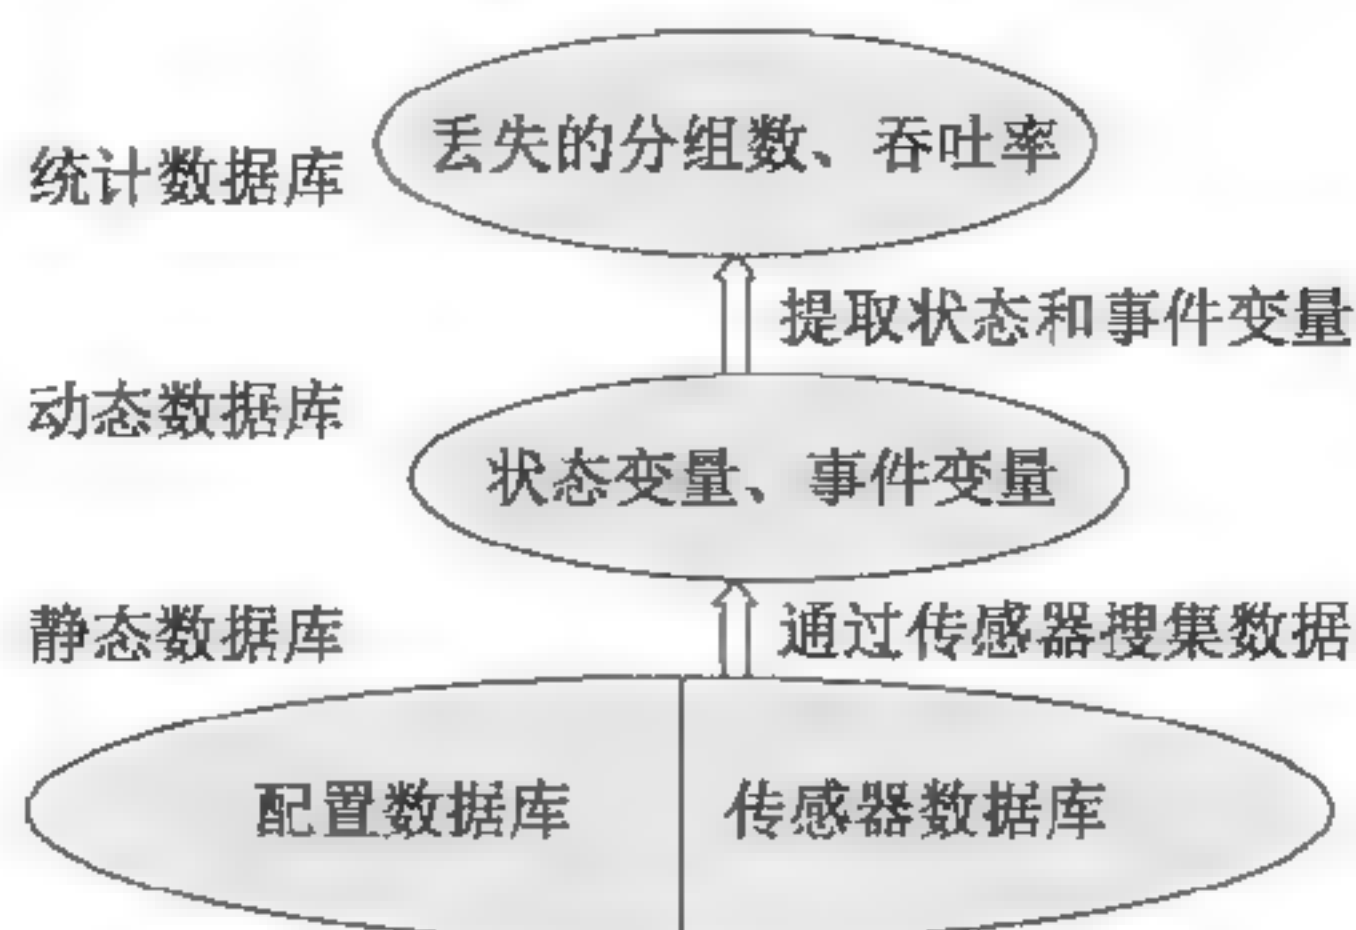 丢失的分组数、吞吐率
统计数据库
提取状态和事件变量
动态数据库
状态变量、事件变量
静态数据库
通过传感器搜集数据
配置数据库
传感器数据库